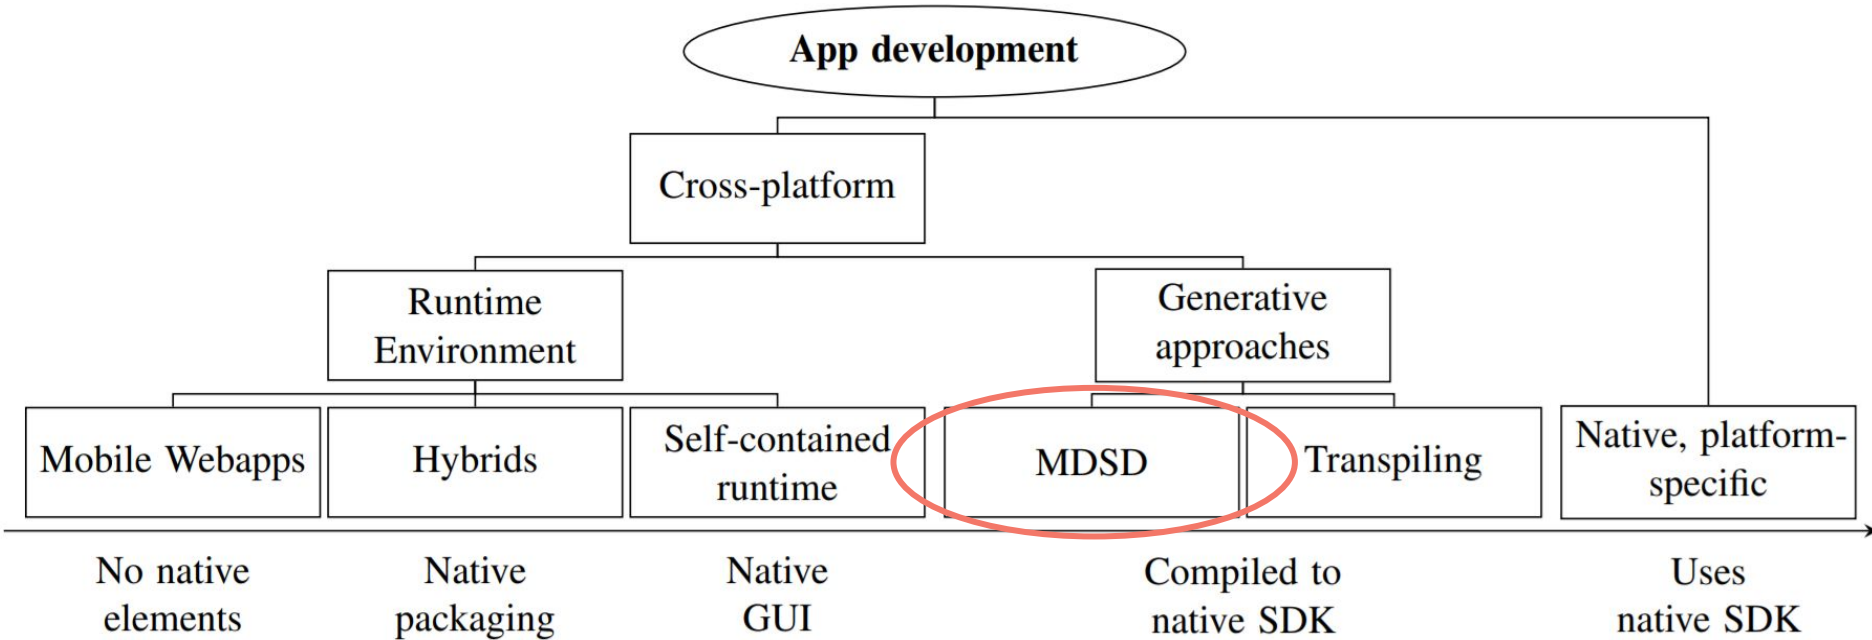 App development
Cross-platform
Runtime
Environment
Generative
approaches
Mobile Webapps
Hybrids
Self-contained
runtime
MDSD
Transpiling
Native, platform-
specific
No native
elements
Native
packaging
Native
GUI
Compiled to
native SDK
Uses
native SDK